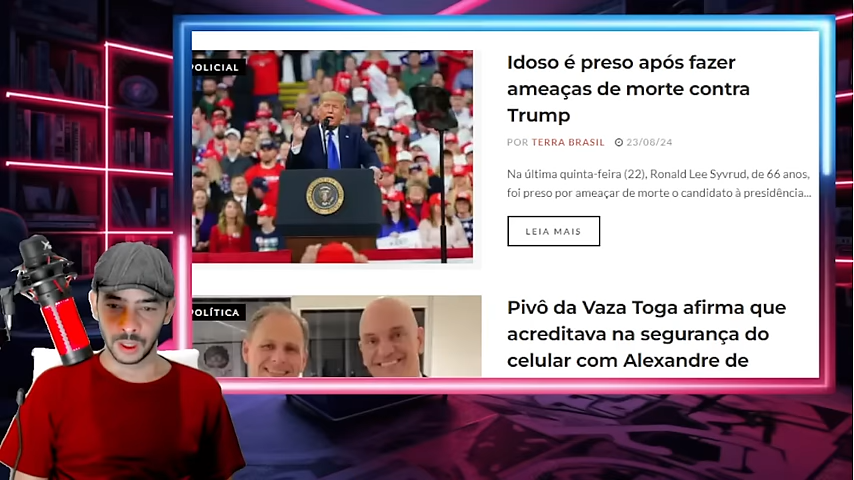 POLICIAL
Idoso é preso após fazer
ameaças de morte contra
Trump
POR TERRA BRASIL 23/08/24
Na última quinta-feira (22), Ronald Lee Syvrud, de 66 anos,
foi preso por ameaçar de morte o candidato à presidência...
LEIA MAIS
POLÍTICA
Pivô da Vaza Toga afirma que
acreditava na segurança do
celular com Alexandre de